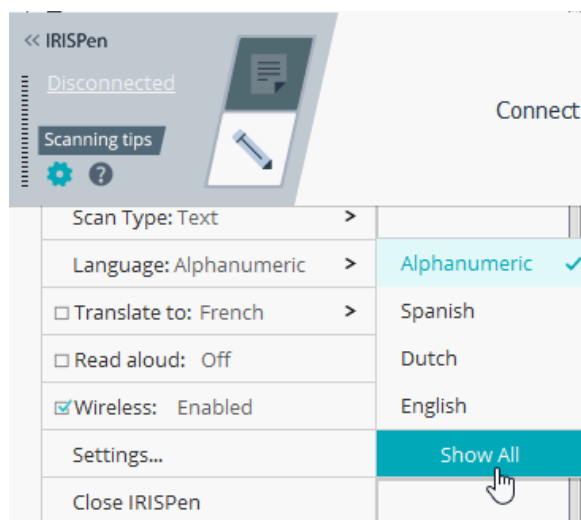 << IRISPen
Disconnected
Connect
Scanning tips
?
Scan Type: Text >
Language: Alphanumeric >
Alphanumeric ✓
Translate to: French >
Spanish
Read aloud: Off
Dutch
Wireless: Enabled
English
Settings...
Show All
Close IRISPen